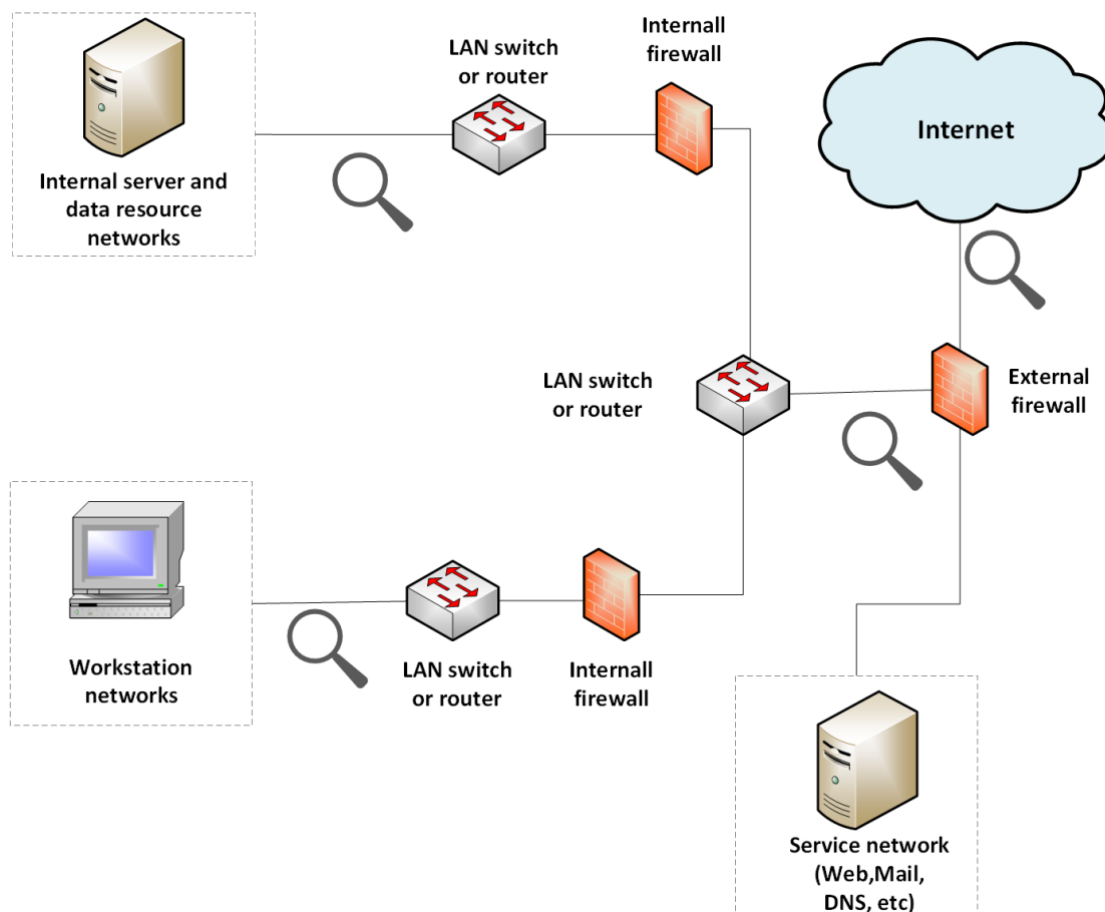 LAN switch
or router
Internall
firewall
Internet
Internal server and
data resource
networks
LAN switch
or router
External
firewall
Workstation
networks
LAN switch
or router
Internall
firewall
Service network
(Web,Mail,
DNS, etc)